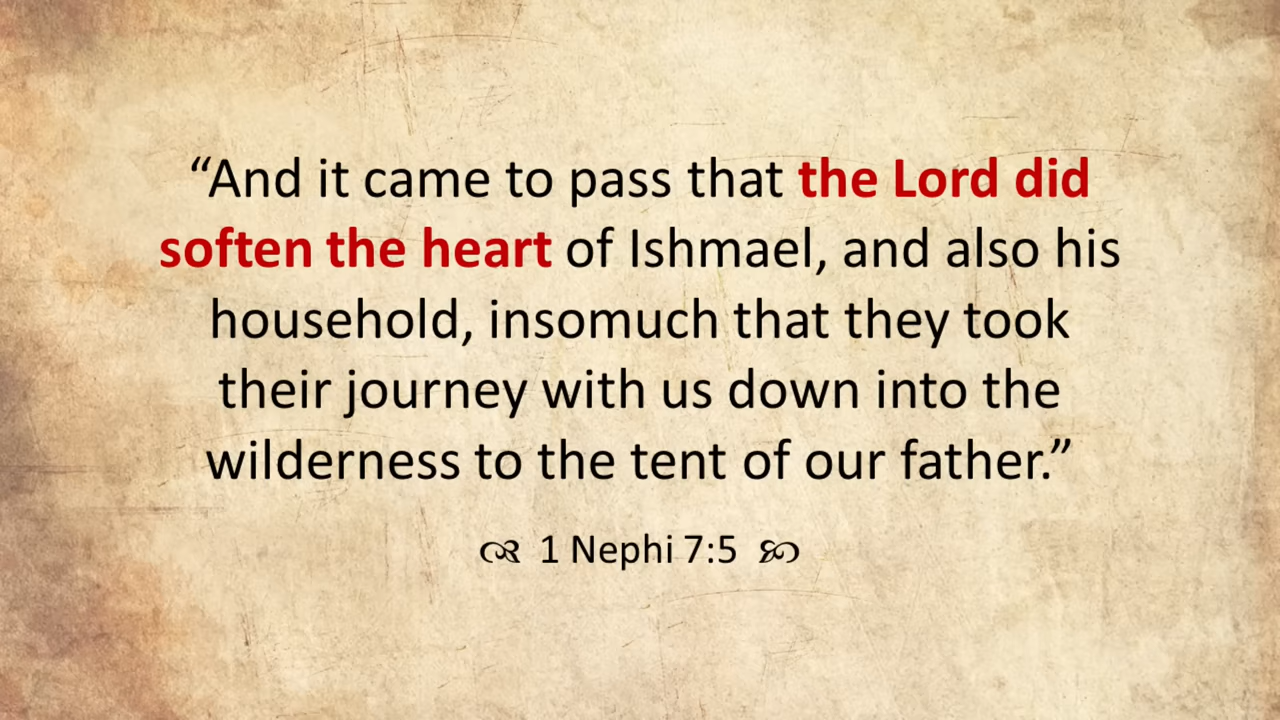 “And it came to pass that the Lord did
soften the heart of Ishmael, and also his
household, insomuch that they took
their journey with us down into the
wilderness to the tent of our father.”
1 Nephi 7:5